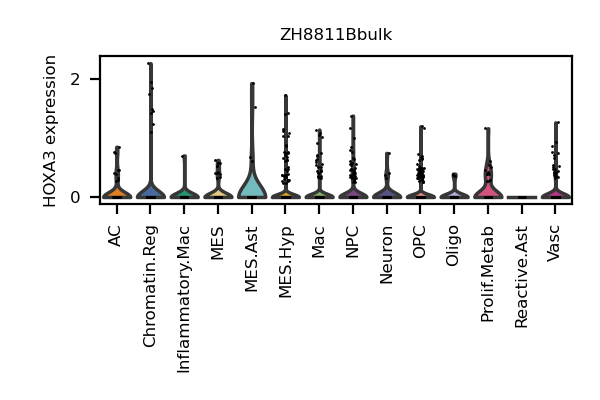 ZH8811Bbulk
HOXA3 expression
2
0
AC
Chromatin.Reg
Inflammatory.Mac
MES
MES.Ast
MES.Hyp
Mac
NPC
Neuron
OPC
Oligo
Prolif.Metab
Reactive.Ast
Vasc